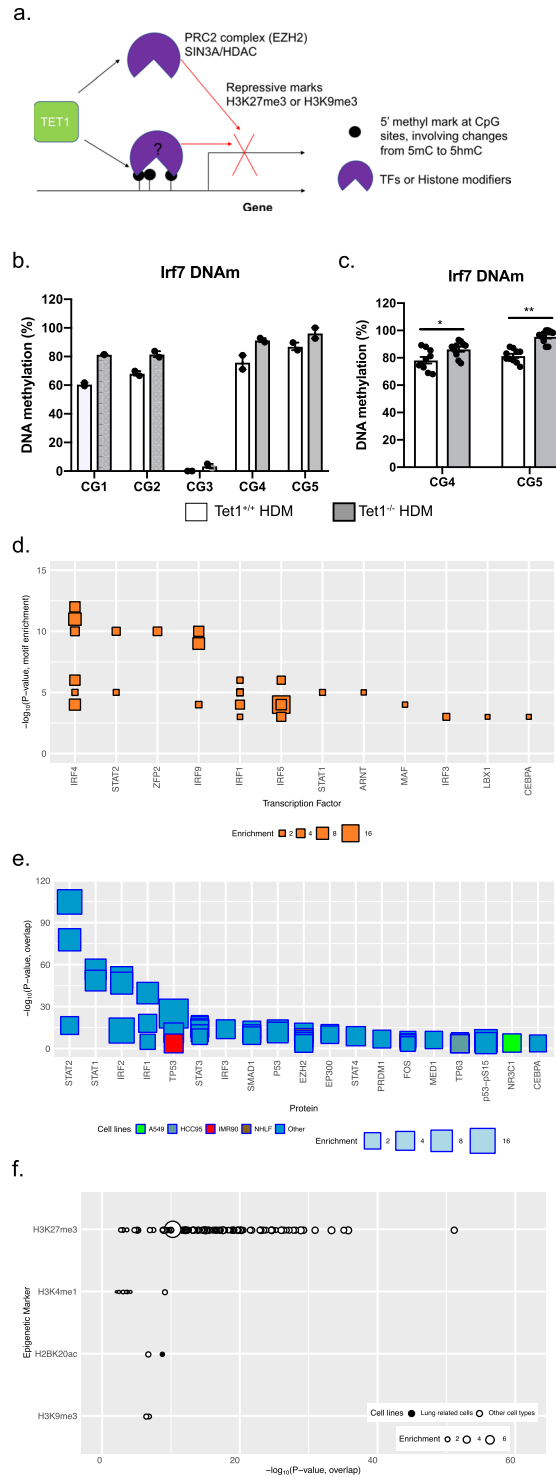 a.
PRC2 complex (EZH2)
SIN3A/HDAC
Repressive marks
H3K27me3 or H3K9me3
TET1
?
5' methyl mark at CpG
sites, involving changes
from 5mC to 5hmC
TFs or Histone modifiers
Gene
b.
Irf7 DNAm
DNA methylation (%)
120
100
80
60
40
20
0
CG1 CG2 CG3 CG4 CG5
c.
Irf7 DNAm
DNA methylation (%)
120
100
80
60
40
20
0
* **
CG4 CG5
Tet1+/+ HDM Tet1-/- HDM
d.
−log10(P−value, motif enrichment)
15
10
5
0
IRF4 STAT2 ZFP2 IRF9 IRF1 IRF5 STAT1 ARNT MAF IRF3 LBX1 CEBPA
Transcription Factor
Enrichment 2 4 8 16
e.
−log10(P−value, overlap)
120
90
60
30
0
STAT2 STAT1 IRF2 IRF1 TP53 STAT3 IRF3 SMAD1 P53 EZH2 EP300 STAT4 PRDM1 FOS MED1 TP63 p53−pS15 NR3C1 CEBPA
Protein
Cell lines A549 HCC95 IMR90 NHLF Other
Enrichment 2 4 8 16
f.
Epigenetic Marker
H3K27me3
H3K4me1
H2BK20ac
H3K9me3
Cell lines Lung related cells Other cell types
Enrichment 2 4 6
0 20 40 60
−log10(P−value, overlap)